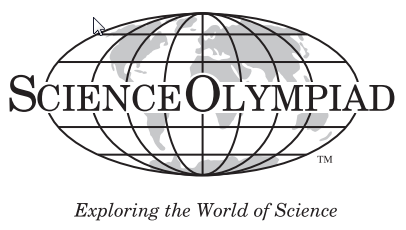 SCIENCEOLYMPIAD
TM
Exploring the World of Science